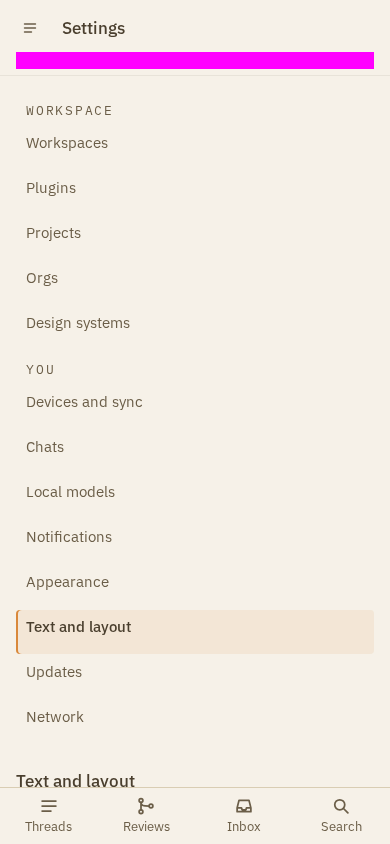 Settings
WORKSPACE
Workspaces
Plugins
Projects
Orgs
Design systems
YOU
Devices and sync
Chats
Local models
Notifications
Appearance
Text and layout
Updates
Network
Text and layout
Threads Reviews Inbox Search